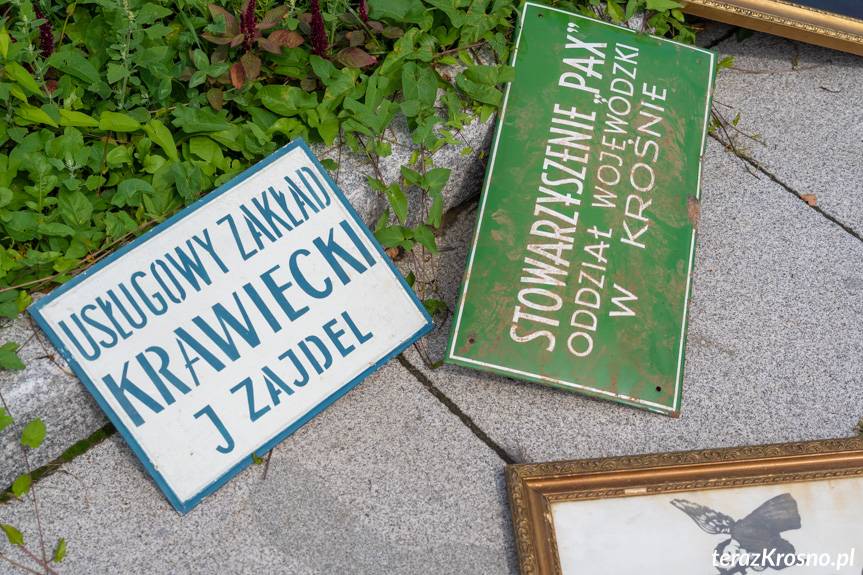 USŁUGOWY ZAKŁAD
KRAWIECKI
J ZAJDEL
STOWARZYSZENIE „PAX”
ODDZIAŁ WOJEWÓDZKI
W KROŚNIE
terazKrosno.pl